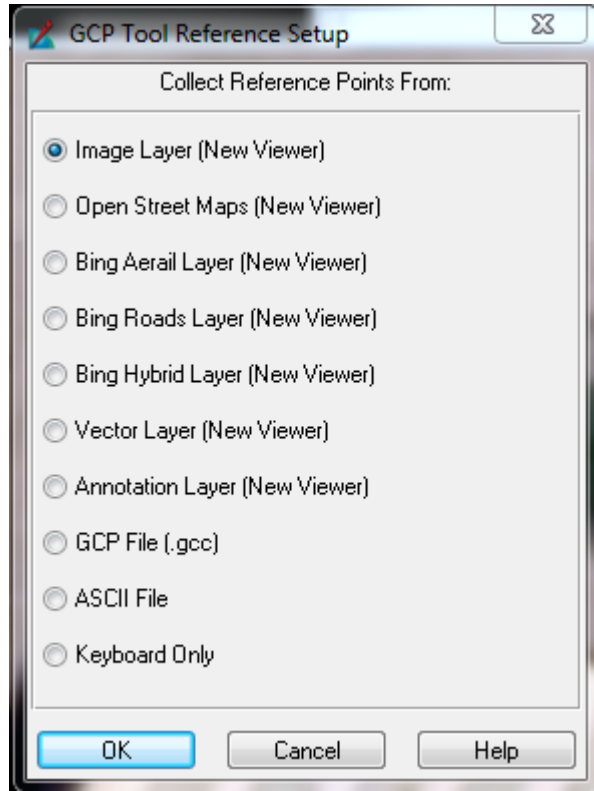 GCP Tool Reference Setup
Collect Reference Points From:
Image Layer (New Viewer)
Open Street Maps (New Viewer)
Bing Aerail Layer (New Viewer)
Bing Roads Layer (New Viewer)
Bing Hybrid Layer (New Viewer)
Vector Layer (New Viewer)
Annotation Layer (New Viewer)
GCP File (.gcc)
ASCII File
Keyboard Only
OK Cancel Help